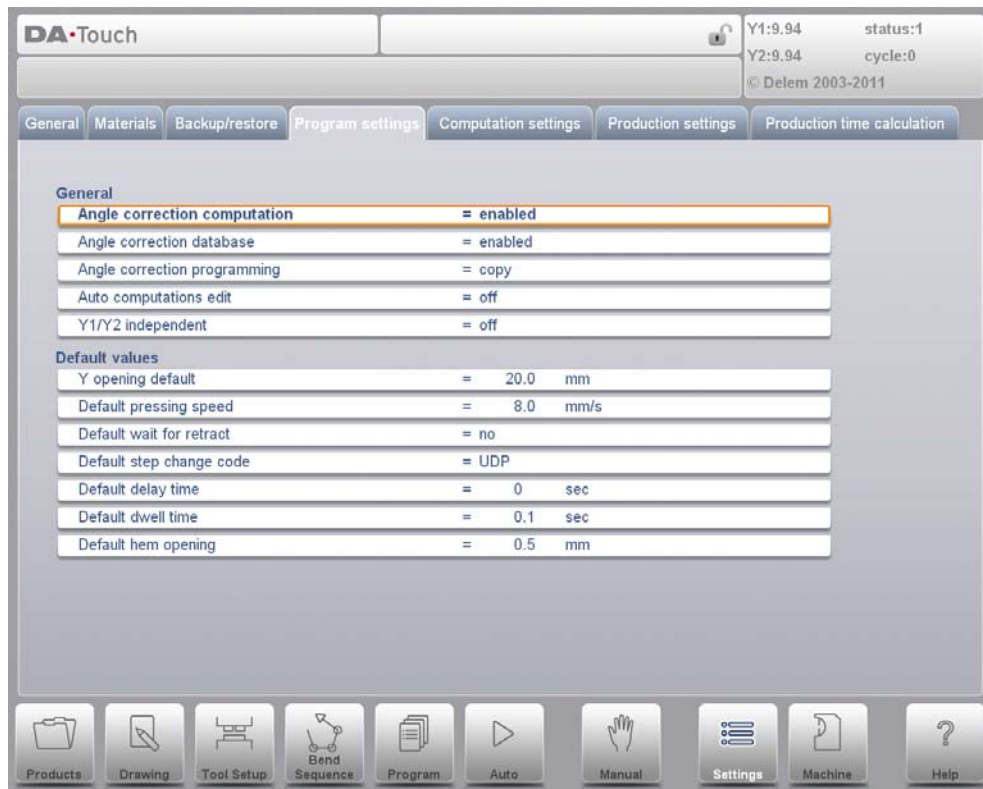 DA•Touch
Y1:9.94 status:1
Y2:9.94 cycle:0
© Delem 2003-2011
General Materials Backup/restore Program settings Computation settings Production settings Production time calculation
General
Angle correction computation = enabled
Angle correction database = enabled
Angle correction programming = copy
Auto computations edit = off
Y1/Y2 independent = off
Default values
Y opening default = 20.0 mm
Default pressing speed = 8.0 mm/s
Default wait for retract = no
Default step change code = UDP
Default delay time = 0 sec
Default dwell time = 0.1 sec
Default hem opening = 0.5 mm
Products Drawing Tool Setup Bend Sequence Program Auto Manual Settings Machine ? Help